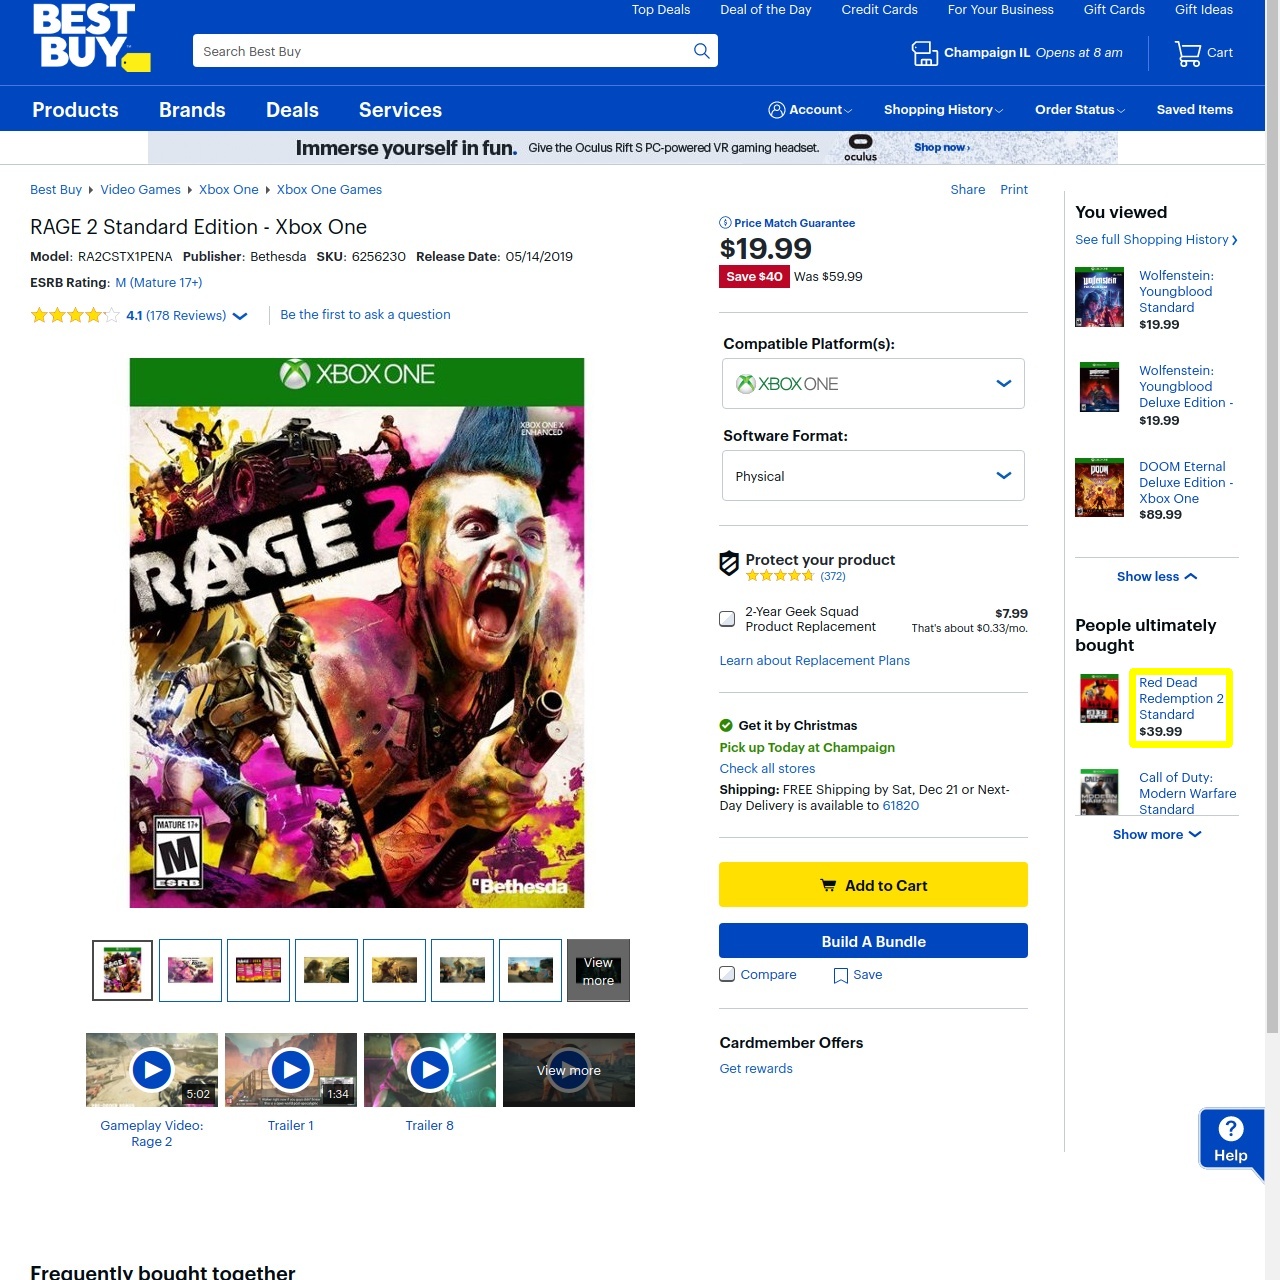 BEST
BUY
Top Deals
Deal of the Day
Credit Cards
For Your Business
Gift Cards
Gift Ideas
Search Best Buy
Champaign IL Opens at 8 am
Cart
Products
Brands
Deals
Services
Account
Shopping History
Order Status
Saved Items
Immerse yourself in fun. Give the Oculus Rift S PC-powered VR gaming headset.
oculus
Shop now ›
Best Buy
Video Games
Xbox One
Xbox One Games
Share
Print
RAGE 2 Standard Edition - Xbox One
Model: RA2CSTX1PENA Publisher: Bethesda SKU: 6256230 Release Date: 05/14/2019
ESRB Rating: M (Mature 17+)
4.1 (178 Reviews)
Be the first to ask a question
XBOX ONE
XBOX ONE X
ENHANCED
RAGE 2
MATURE 17+
M
ESRB
Bethesda
View
more
5:02
1:34
View more
Gameplay Video:
Rage 2
Trailer 1
Trailer 8
Price Match Guarantee
$19.99
Save $40 Was $59.99
Compatible Platform(s):
XBOX ONE
Software Format:
Physical
Protect your product
(372)
2-Year Geek Squad
Product Replacement
$7.99
That's about $0.33/mo.
Learn about Replacement Plans
Get it by Christmas
Pick up Today at Champaign
Check all stores
Shipping: FREE Shipping by Sat, Dec 21 or Next-
Day Delivery is available to 61820
Add to Cart
Build A Bundle
Compare
Save
Cardmember Offers
Get rewards
You viewed
See full Shopping History
Wolfenstein:
Youngblood
Standard
$19.99
Wolfenstein:
Youngblood
Deluxe Edition -
$19.99
DOOM Eternal
Deluxe Edition -
Xbox One
$89.99
Show less
People ultimately
bought
Red Dead
Redemption 2
Standard
$39.99
Call of Duty:
Modern Warfare
Standard
Show more
?
Help
Frequently bought together